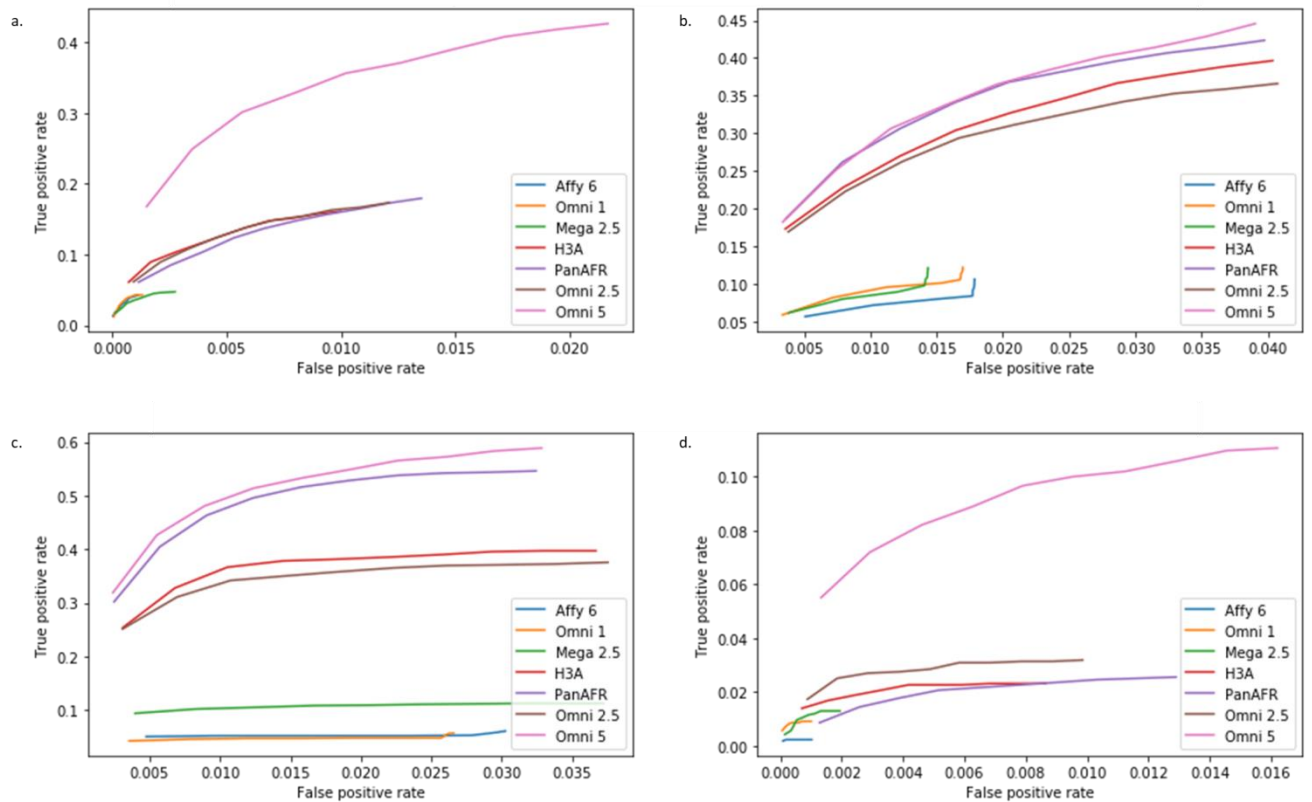 a.
True positive rate
0.4
0.3
0.2
0.1
0.0
Affy 6
Omni 1
Mega 2.5
H3A
PanAFR
Omni 2.5
Omni 5
0.000 0.005 0.010 0.015 0.020
False positive rate
b.
True positive rate
0.45
0.40
0.35
0.30
0.25
0.20
0.15
0.10
0.05
Affy 6
Omni 1
Mega 2.5
H3A
PanAFR
Omni 2.5
Omni 5
0.005 0.010 0.015 0.020 0.025 0.030 0.035 0.040
False positive rate
c.
True positive rate
0.6
0.5
0.4
0.3
0.2
0.1
Affy 6
Omni 1
Mega 2.5
H3A
PanAFR
Omni 2.5
Omni 5
0.005 0.010 0.015 0.020 0.025 0.030 0.035
False positive rate
d.
True positive rate
0.10
0.08
0.06
0.04
0.02
0.00
Affy 6
Omni 1
Mega 2.5
H3A
PanAFR
Omni 2.5
Omni 5
0.000 0.002 0.004 0.006 0.008 0.010 0.012 0.014 0.016
False positive rate